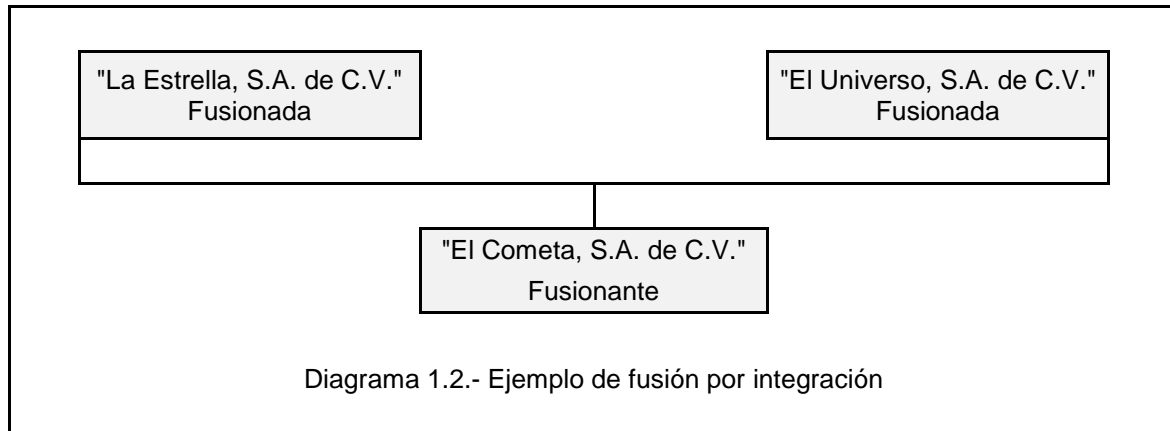 "La Estrella, S.A. de C.V."
Fusionada
"El Universo, S.A. de C.V."
Fusionada
"El Cometa, S.A. de C.V."
Fusionante
Diagrama 1.2.- Ejemplo de fusión por integración